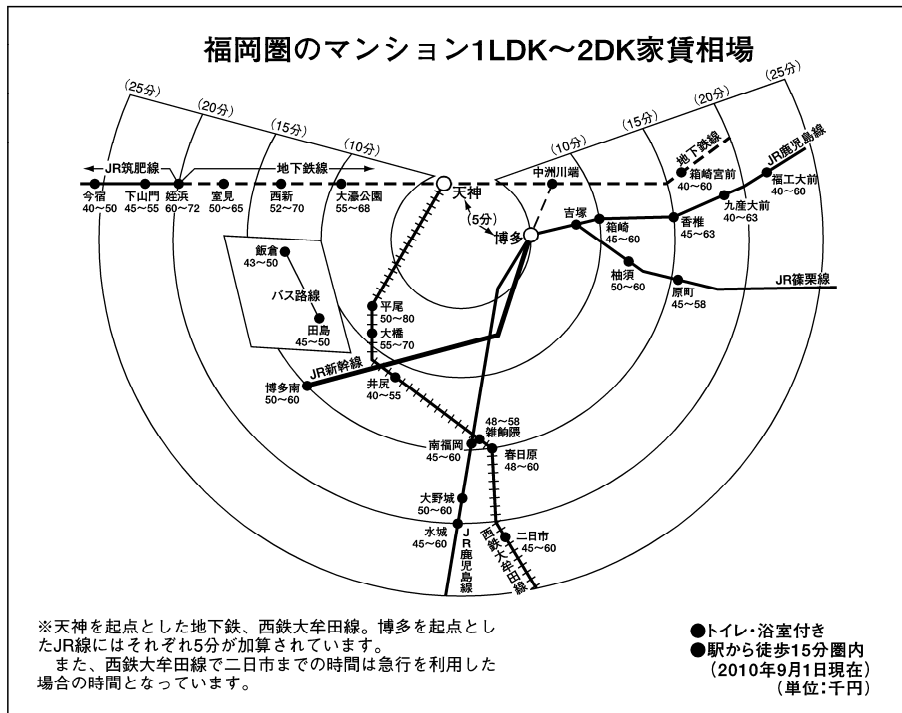 福岡圏のマンション1LDK〜2DK家賃相場
(25分)
(20分)
(15分)
(10分)
(10分)
(15分)
(20分)
(25分)
JR筑肥線
地下鉄線
今宿
40〜50
下山門
45〜55
姪浜
60〜72
室見
50〜65
西新
52〜70
大濠公園
55〜68
天神
(5分)
博多
中洲川端
地下鉄線
箱崎宮前
40〜60
JR鹿児島線
福工大前
40〜60
九産大前
40〜63
香椎
45〜63
吉塚
箱崎
45〜60
柚須
50〜60
原町
45〜58
JR篠栗線
飯倉
43〜50
バス路線
田島
45〜50
平尾
50〜80
大橋
55〜70
JR新幹線
博多南
50〜60
井尻
40〜55
48〜58
雑餉隈
南福岡
45〜60
春日原
48〜60
大野城
50〜60
水城
45〜60
JR鹿児島線
西鉄大牟田線
二日市
45〜60
※天神を起点とした地下鉄、西鉄大牟田線。博多を起点とし
たJR線にはそれぞれ5分が加算されています。
また、西鉄大牟田線で二日市までの時間は急行を利用した
場合の時間となっています。
●トイレ・浴室付き
●駅から徒歩15分圏内
(2010年9月1日現在)
(単位:千円)